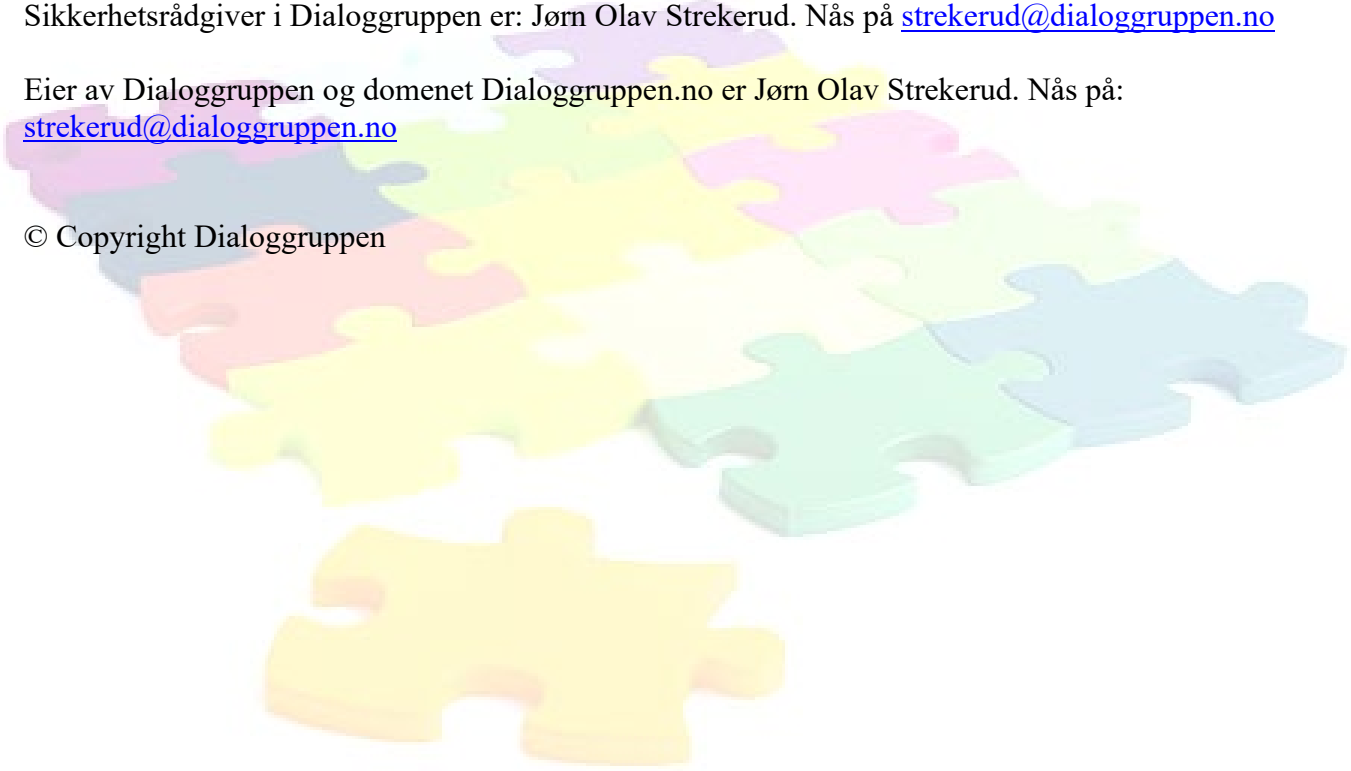 Sikkerhetsrådgiver i Dialoggruppen er: Jørn Olav Strekerud. Nås på strekerud@dialoggruppen.no
Eier av Dialoggruppen og domenet Dialoggruppen.no er Jørn Olav Strekerud. Nås på:
strekerud@dialoggruppen.no
© Copyright Dialoggruppen